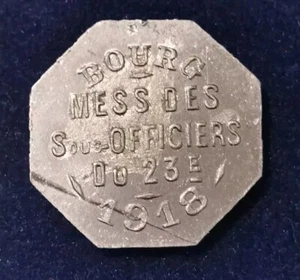 BOURG
MESS DES
SOUS-OFFICIERS
DU 23E
1918